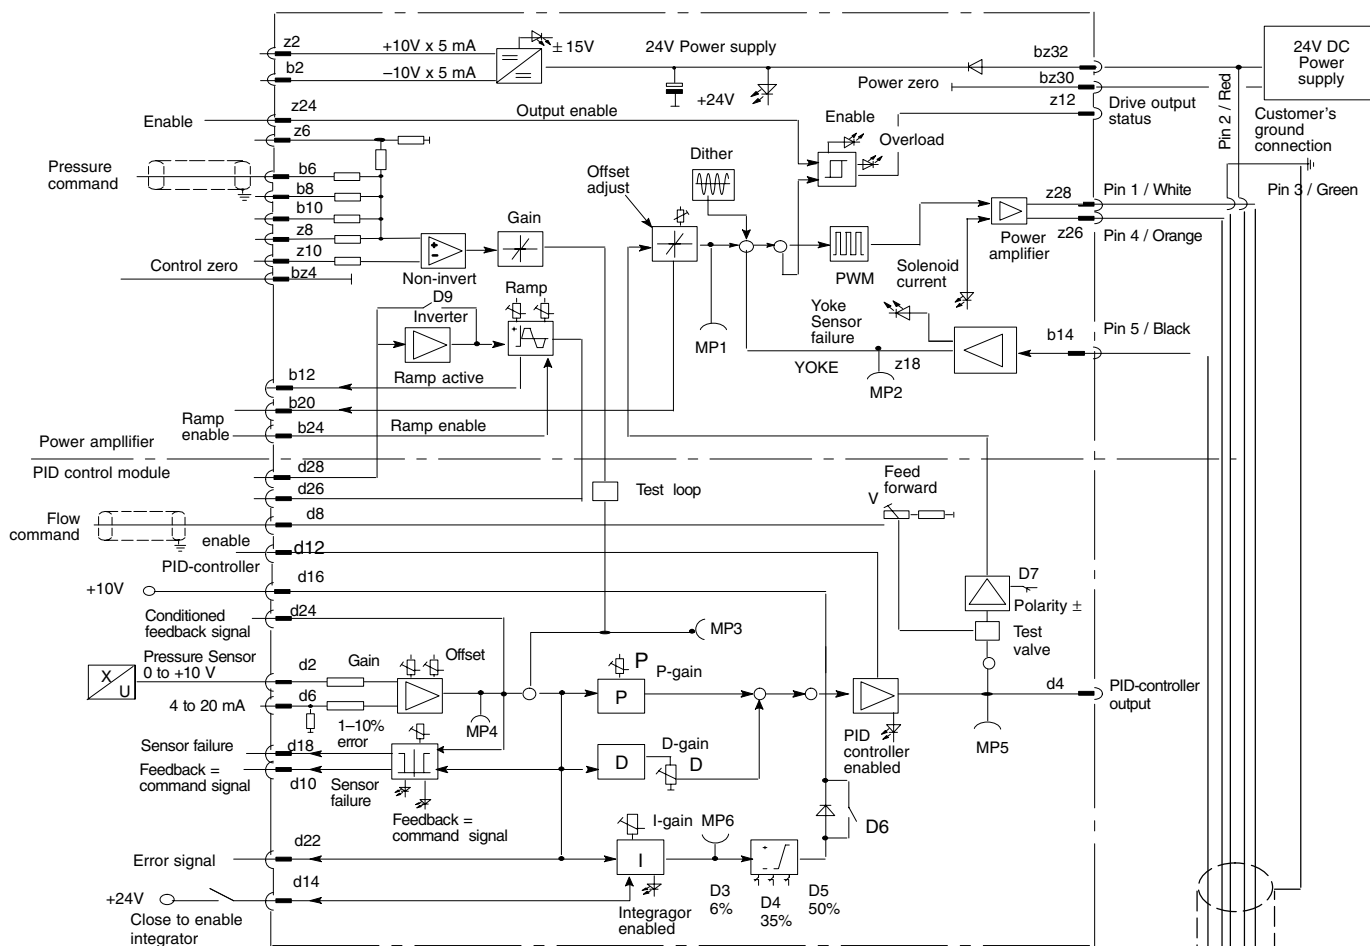 z2
+10V x 5 mA
± 15V
24V Power supply
bz32
24V DC
Power
supply
b2
–10V x 5 mA
Power zero
bz30
+24V
z24
Output enable
Enable
z12
Drive output
status
Enable
z6
Overload
Pin 2 / Red
Customer's
ground
connection
Pressure
command
b6
Dither
Offset
adjust
b8
b10
Gain
z28
Pin 1 / White
Pin 3 / Green
z8
z26
Pin 4 / Orange
z10
Power
amplifier
Control zero
bz4
Non-invert
PWM
Solenoid
current
D9
Inverter
Ramp
Yoke
Sensor
failure
MP1
b14
Pin 5 / Black
YOKE
z18
MP2
b12
Ramp active
b20
Ramp
enable
b24
Ramp enable
Power ampllifier
PID control module
d28
d26
Test loop
Feed
forward
V
Flow
command
d8
enable
d12
PID-controller
d16
+10V
D7
Polarity ±
Conditioned
feedback signal
d24
MP3
Test
valve
Pressure Sensor
0 to +10 V
X
U
d2
Gain
Offset
P
P-gain
P
d4
PID-controller
output
4 to 20 mA
d6
1–10%
error
MP4
MP5
PID
controller
enabled
Sensor failure
d18
D-gain
D
D
Feedback =
command signal
d10
Sensor
failure
Feedback =
command signal
D6
d22
I-gain
MP6
Error signal
I
d14
+24V
Close to enable
integrator
Integragor
enabled
D3
6%
D4
35%
D5
50%